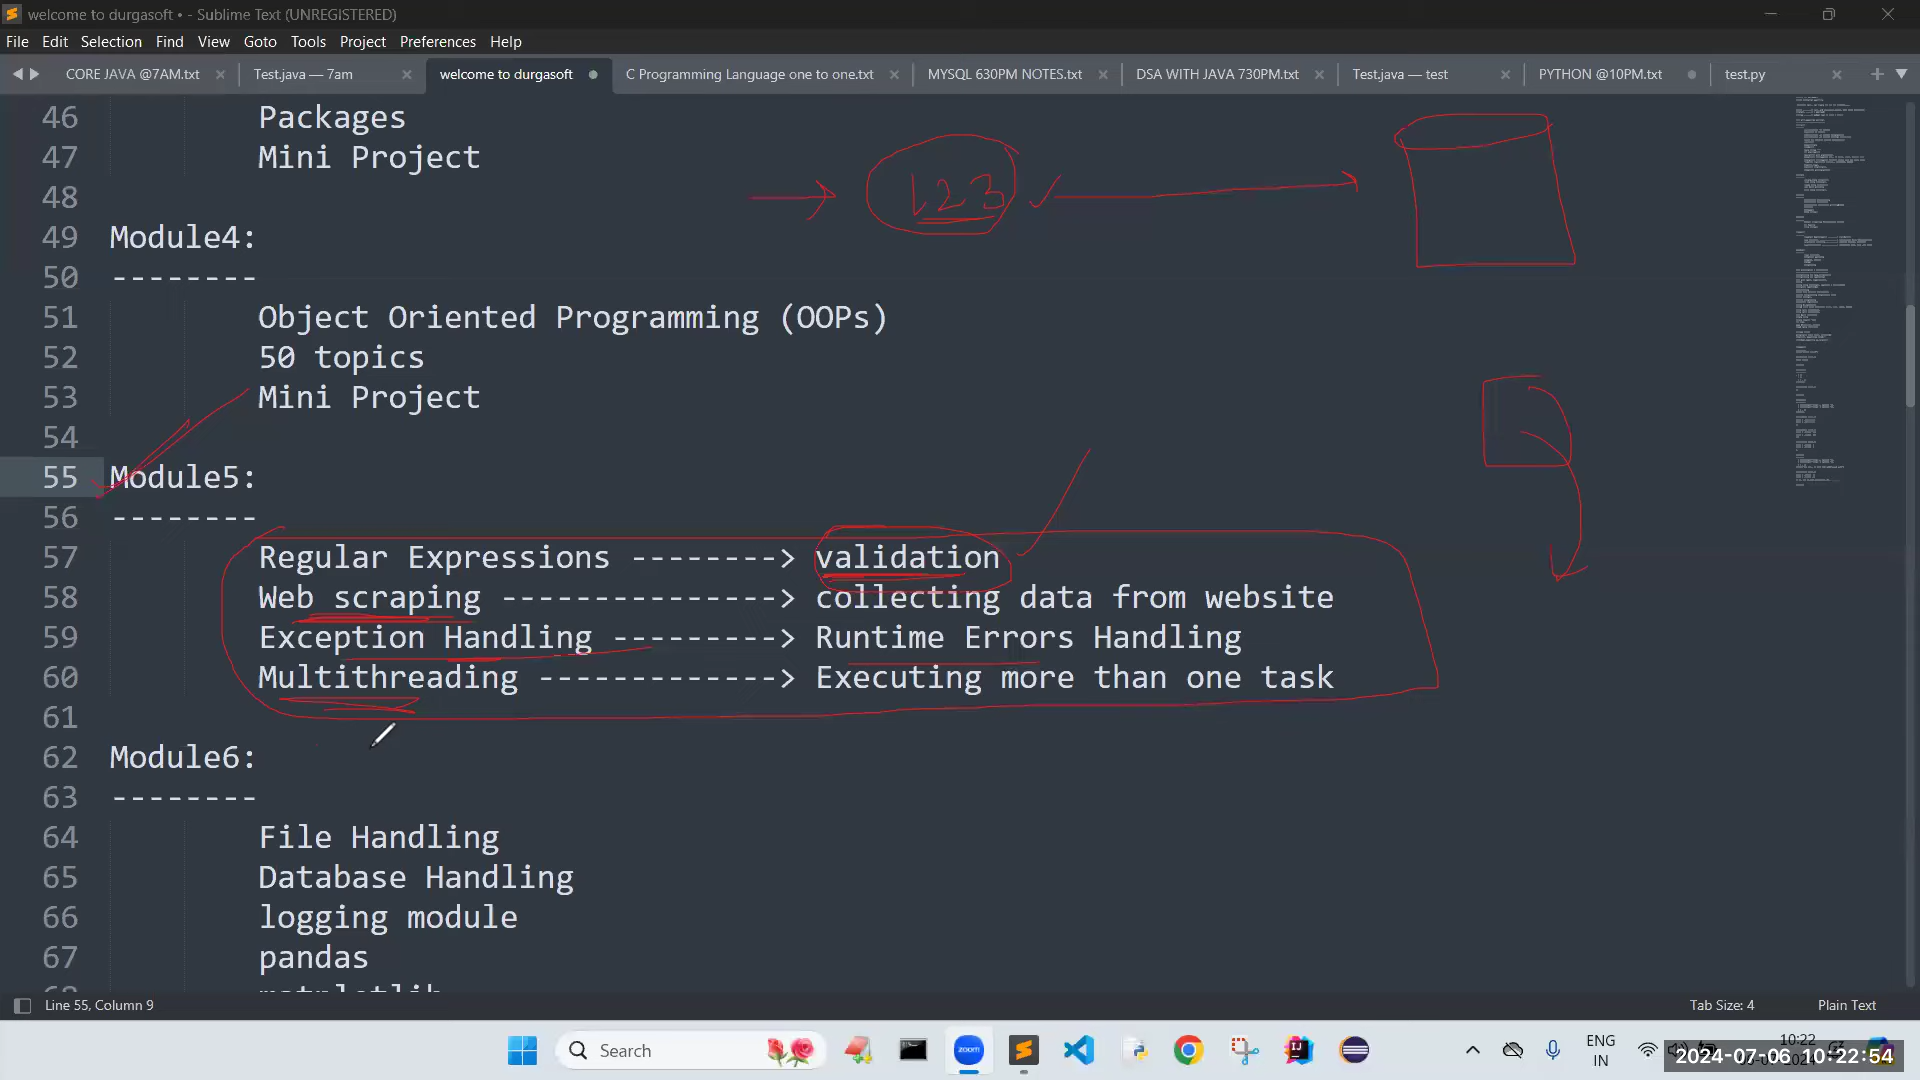 welcome to durgasoft • - Sublime Text (UNREGISTERED)
File Edit Selection Find View Goto Tools Project Preferences Help
CORE JAVA @7AM.txt Test.java — 7am welcome to durgasoft C Programming Language one to one.txt MYSQL 630PM NOTES.txt DSA WITH JAVA 730PM.txt Test.java — test PYTHON @10PM.txt test.py
46 Packages
47 Mini Project
123
48
49 Module4:
50 --------
51 Object Oriented Programming (OOPs)
52 50 topics
53 Mini Project
54
55 Module5:
56 --------
57 Regular Expressions --------> validation
58 Web scraping ---------------> collecting data from website
59 Exception Handling ---------> Runtime Errors Handling
60 Multithreading -------------> Executing more than one task
61
62 Module6:
63 --------
64 File Handling
65 Database Handling
66 logging module
67 pandas
68 matplotlib
Line 55, Column 9 Tab Size: 4 Plain Text
Search zoom ENG IN 10:22
2024-07-06 10:22:54